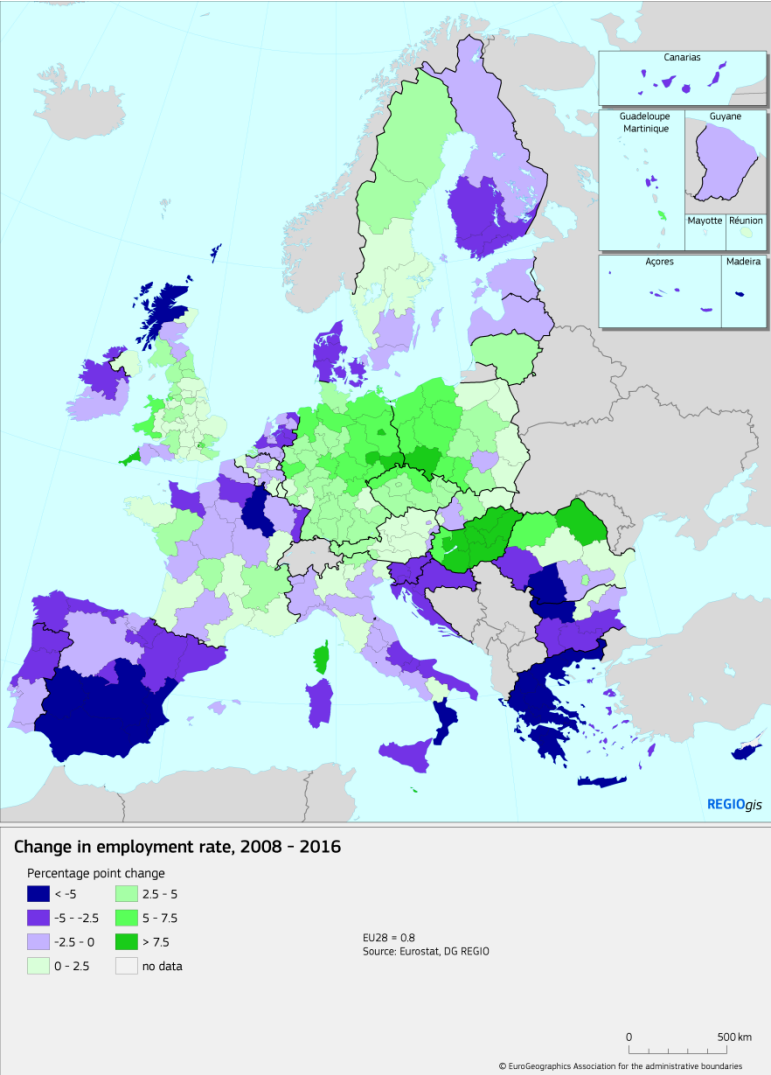 Canarias
Guadeloupe
Martinique
Guyane
Mayotte
Réunion
Açores
Madeira
REGIOgis
Change in employment rate, 2008 - 2016
Percentage point change
< -5
-5 - -2.5
-2.5 - 0
0 - 2.5
2.5 - 5
5 - 7.5
> 7.5
no data
EU28 = 0.8
Source: Eurostat, DG REGIO
0 500 km
© EuroGeographics Association for the administrative boundaries